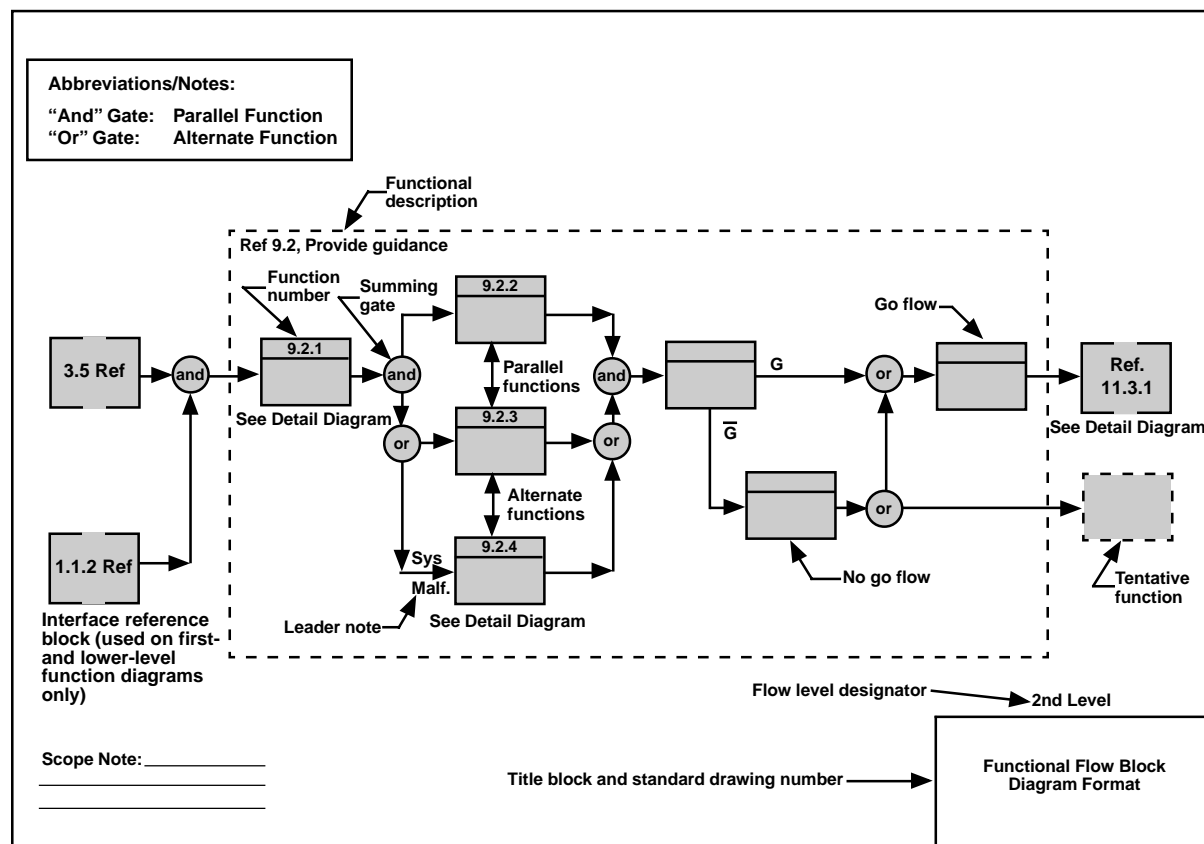 Abbreviations/Notes:
“And” Gate: Parallel Function
“Or” Gate: Alternate Function
Functional
description
Ref 9.2, Provide guidance
Function
number
Summing
gate
9.2.2
Go flow
9.2.1
3.5 Ref
and
and
Parallel
functions
and
G
or
Ref.
11.3.1
See Detail Diagram
See Detail Diagram
9.2.3
or
or
G̅
Alternate
functions
or
1.1.2 Ref
Sys
Malf.
9.2.4
No go flow
Tentative
function
Leader note
See Detail Diagram
Interface reference
block (used on first-
and lower-level
function diagrams
only)
Flow level designator
2nd Level
Scope Note:
Title block and standard drawing number
Functional Flow Block
Diagram Format